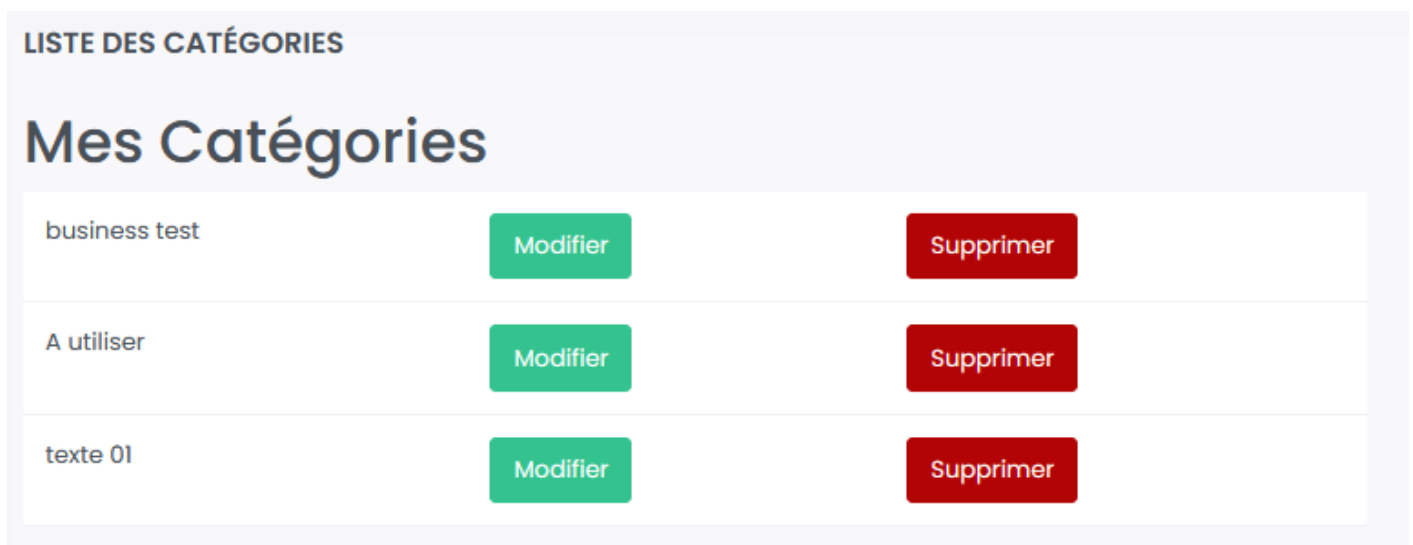 LISTE DES CATÉGORIES
Mes Catégories
business test Modifier Supprimer
A utiliser Modifier Supprimer
texte 01 Modifier Supprimer